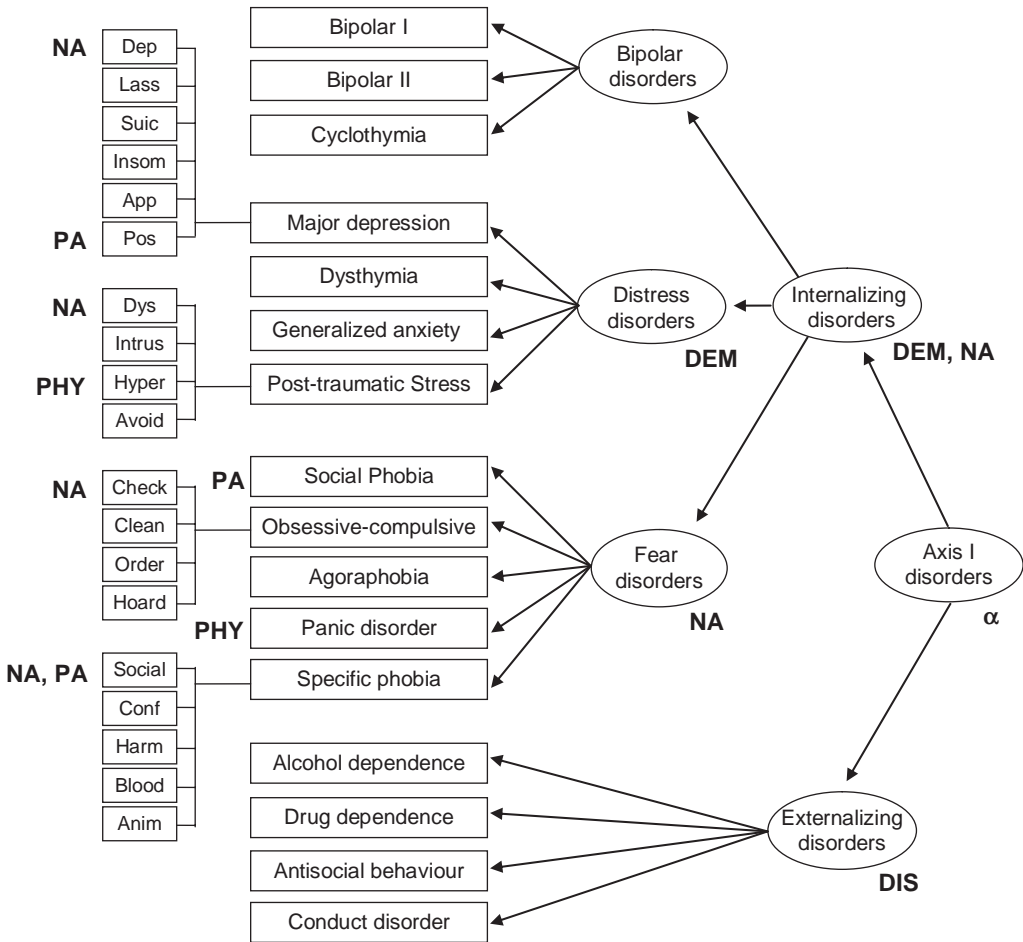 NA
Dep
Lass
Suic
Insom
App
PA
Pos
NA
Dys
Intrus
PHY
Hyper
Avoid
NA
Check
Clean
Order
Hoard
NA, PA
Social
Conf
Harm
Blood
Anim
Bipolar I
Bipolar II
Cyclothymia
Major depression
Dysthymia
Generalized anxiety
Post-traumatic Stress
PA
Social Phobia
Obsessive-compulsive
Agoraphobia
PHY
Panic disorder
Specific phobia
Alcohol dependence
Drug dependence
Antisocial behaviour
Conduct disorder
Bipolar
disorders
Distress
disorders
DEM
Fear
disorders
NA
Internalizing
disorders
DEM, NA
Externalizing
disorders
DIS
Axis I
disorders
α